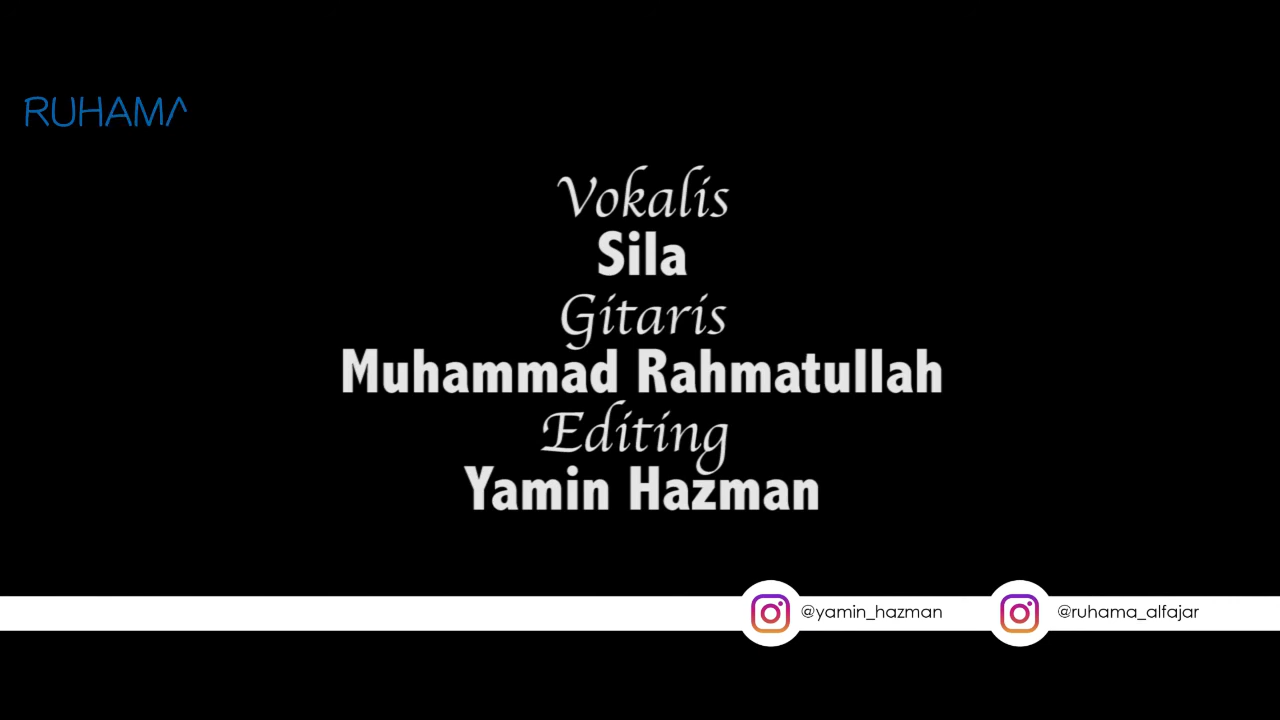 RUHAMA
Vokalis
Sila
Gitaris
Muhammad Rahmatullah
Editing
Yamin Hazman
@yamin_hazman @ruhama_alfajar